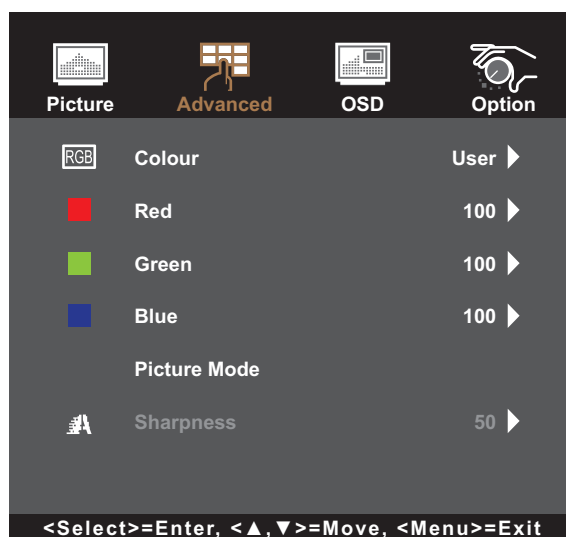 Picture Advanced OSD Option
RGB Colour User
Red 100
Green 100
Blue 100
Picture Mode
Sharpness 50
<Select>=Enter, <▲,▼>=Move, <Menu>=Exit